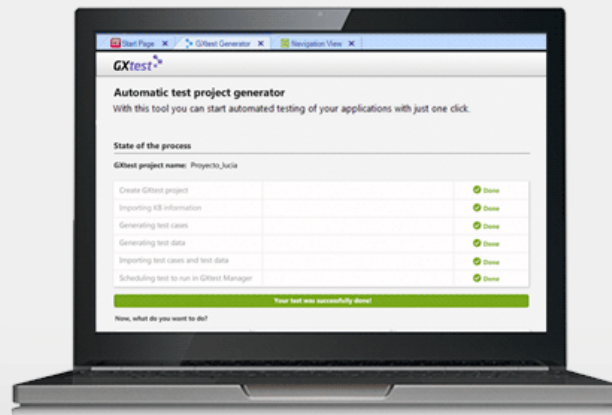 Start Page X GXtest Generator X Navigation View X
GXtest
Automatic test project generator
With this tool you can start automated testing of your applications with just one click.
State of the process
GXtest project name: Proyecto_lucia
Create GXtest project Done
Importing KB information Done
Generating test cases Done
Generating test data Done
Importing test cases and test data Done
Scheduling test to run in GXtest Manager Done
Your test was successfully done!
Now, what do you want to do?